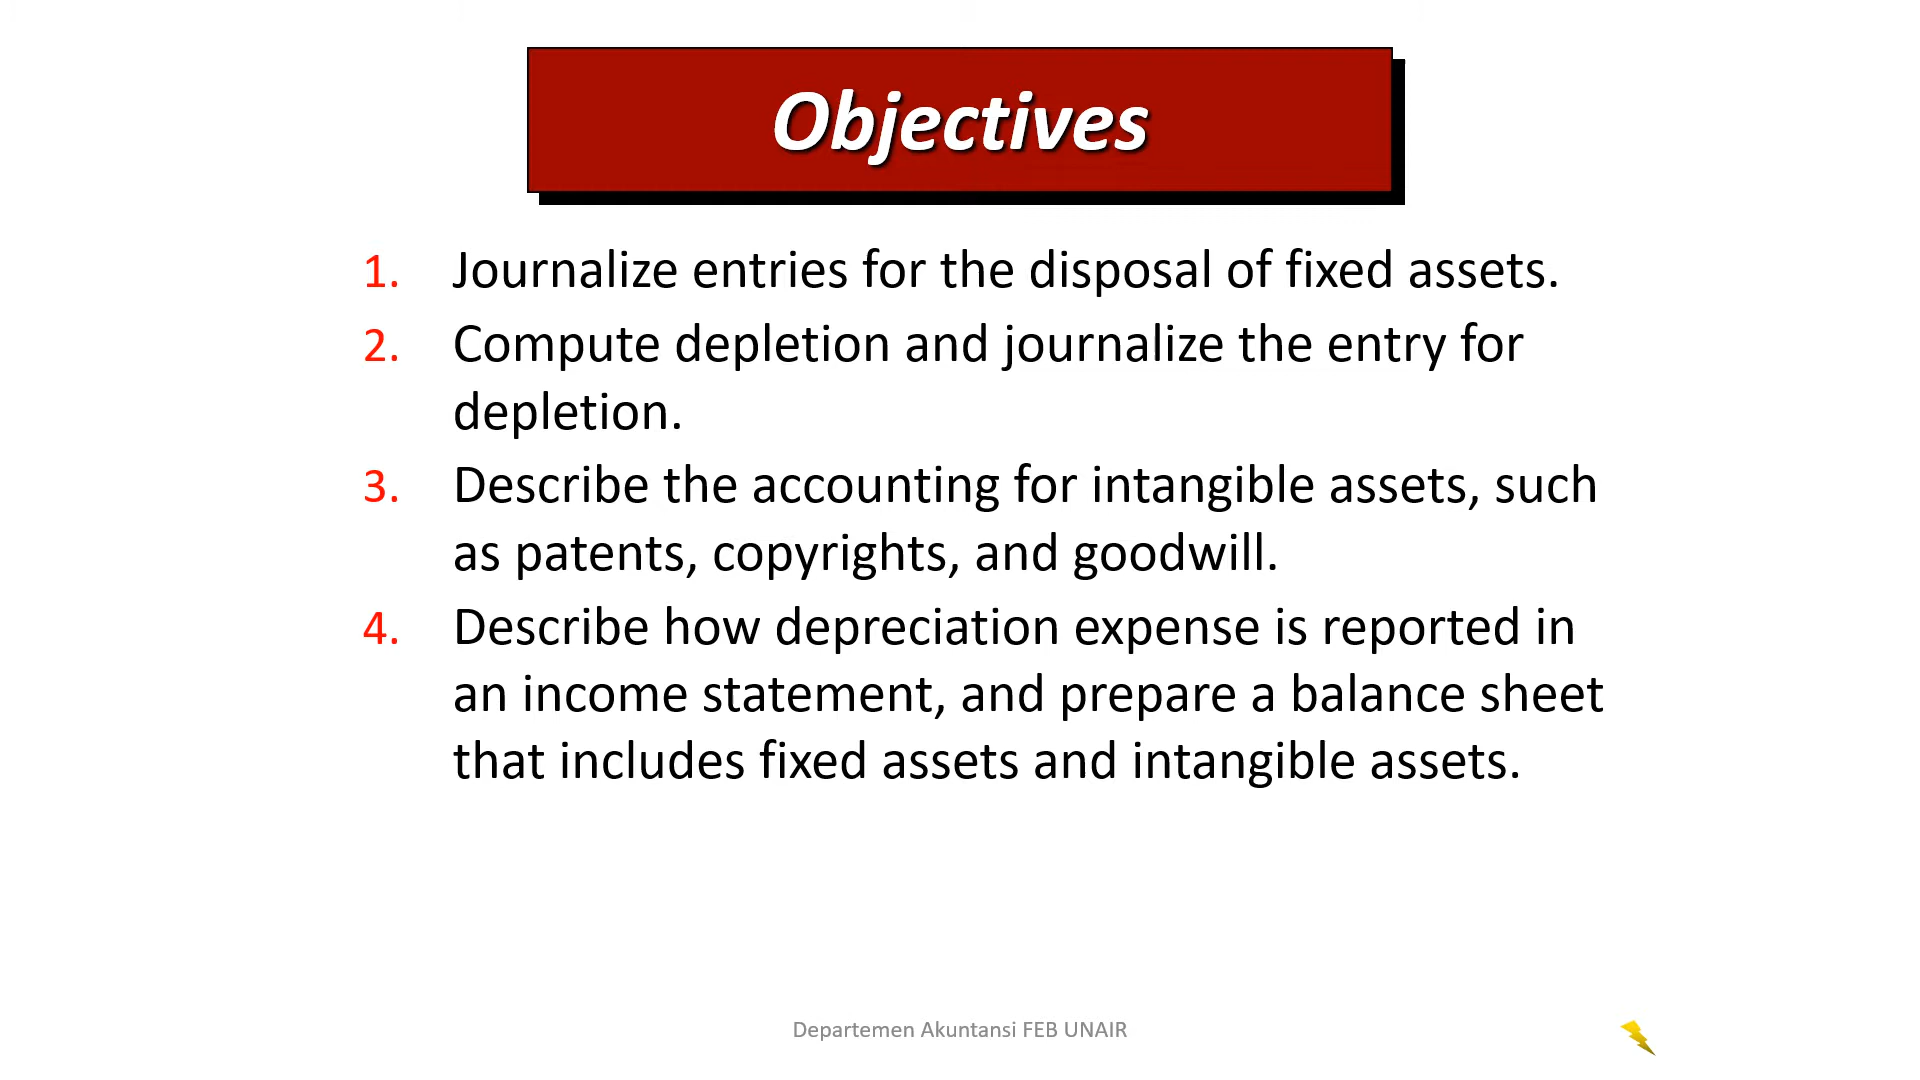 Objectives
1. Journalize entries for the disposal of fixed assets.
2. Compute depletion and journalize the entry for
depletion.
3. Describe the accounting for intangible assets, such
as patents, copyrights, and goodwill.
4. Describe how depreciation expense is reported in
an income statement, and prepare a balance sheet
that includes fixed assets and intangible assets.
Departemen Akuntansi FEB UNAIR